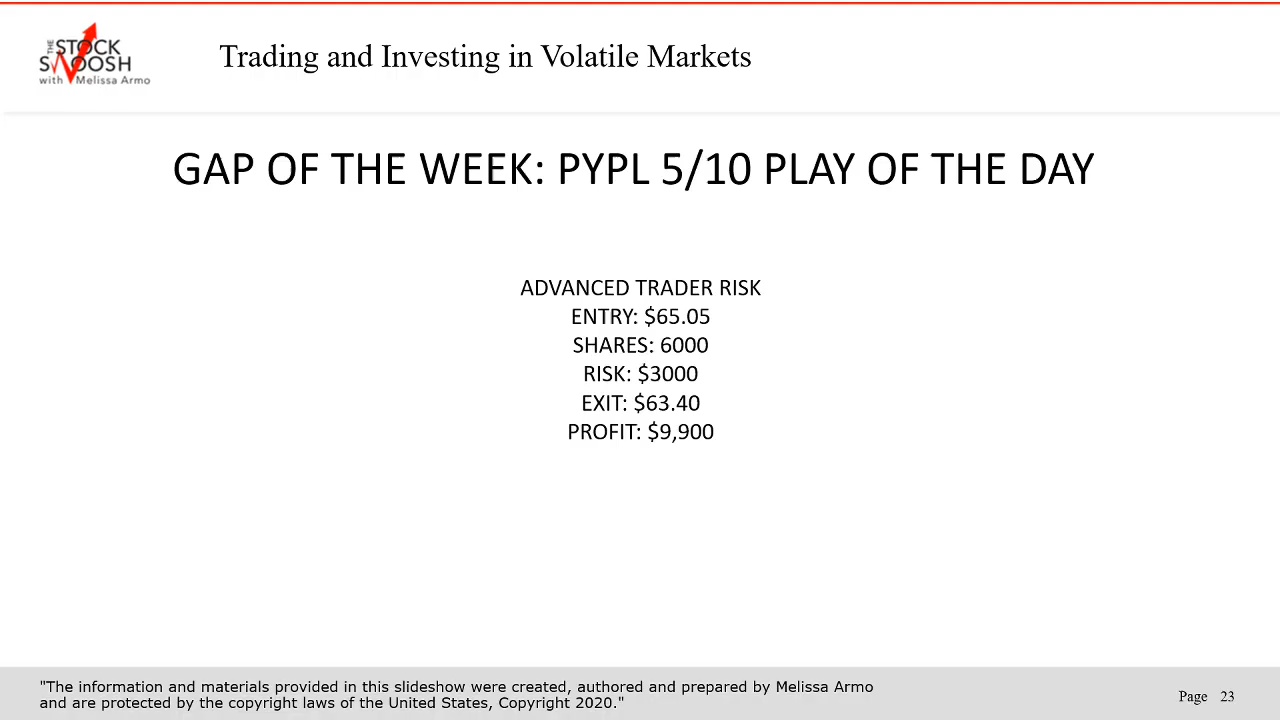 THE STOCK
SWOOSH
with Melissa Armo
Trading and Investing in Volatile Markets
GAP OF THE WEEK: PYPL 5/10 PLAY OF THE DAY
ADVANCED TRADER RISK
ENTRY: $65.05
SHARES: 6000
RISK: $3000
EXIT: $63.40
PROFIT: $9,900
"The information and materials provided in this slideshow were created, authored and prepared by Melissa Armo
and are protected by the copyright laws of the United States, Copyright 2020."
Page 23